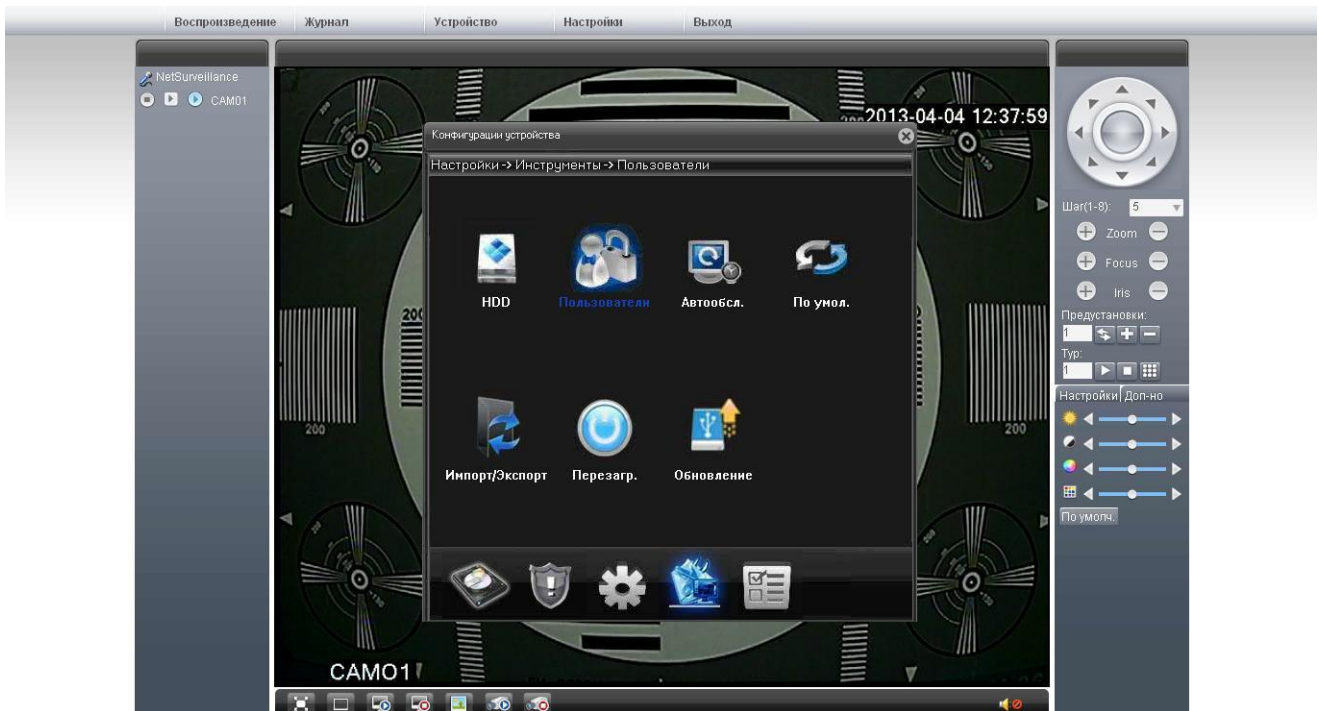 Воспроизведение Журнал Устройство Настройки Выход
NetSurveillance
CAM01
2013-04-04 12:37:59
Конфигурации устройства
Настройки -> Инструменты -> Пользователи
HDD Пользователи Автообсл. По умол.
Импорт/Экспорт Перезагр. Обновление
200
200
200
200
CAM01
Шаг(1-8): 5
Zoom
Focus
Iris
Предустановки:
1
Тур:
1
Настройки Доп-но
По умолч.